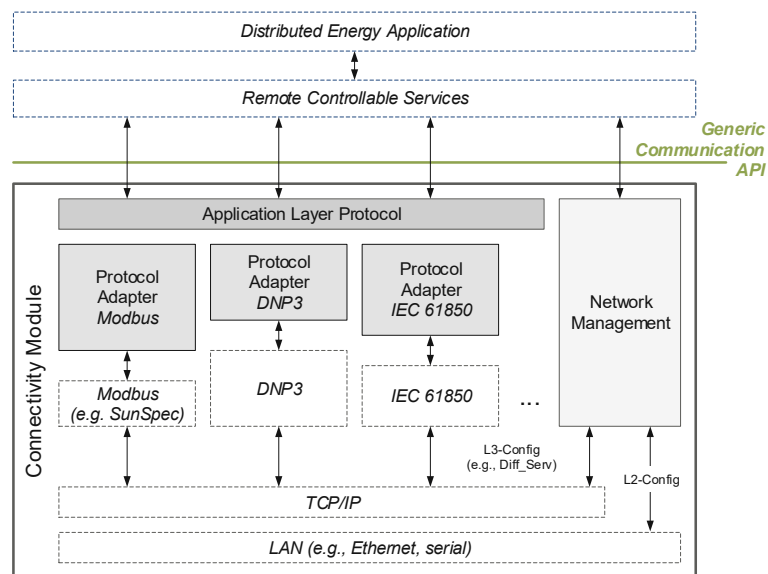 Distributed Energy Application
Remote Controllable Services
Generic
Communication
API
Connectivity Module
Application Layer Protocol
Protocol
Adapter
Modbus
Protocol
Adapter
DNP3
Protocol
Adapter
IEC 61850
Network
Management
Modbus
(e.g. SunSpec)
DNP3
IEC 61850
...
L3-Config
(e.g., Diff_Serv)
L2-Config
TCP/IP
LAN (e.g., Ethernet, serial)